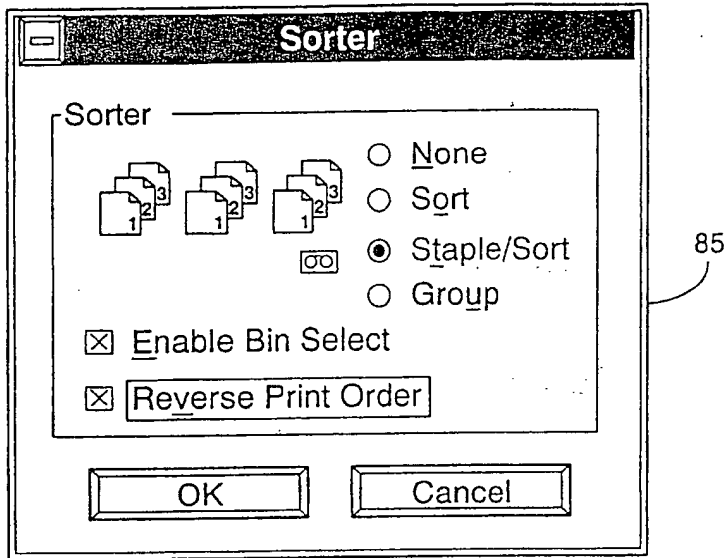 Sorter
Sorter
3 3 3
2 2 2
1 1 1
None
Sort
Staple/Sort
Group
Enable Bin Select
Reverse Print Order
OK Cancel
85